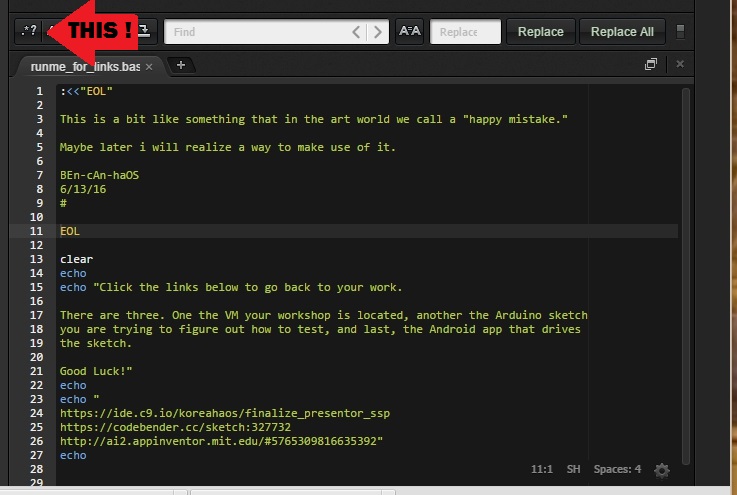 .*? THIS !
Find
A=A
Replace
Replace
Replace All
runme_for_links.bas × +
1 :<<"EOL"
2
3 This is a bit like something that in the art world we call a "happy mistake."
4
5 Maybe later i will realize a way to make use of it.
6
7 BEn-cAn-haOS
8 6/13/16
9 #
10
11 EOL
12
13 clear
14 echo
15 echo "Click the links below to go back to your work.
16
17 There are three. One the VM your workshop is located, another the Arduino sketch
18 you are trying to figure out how to test, and last, the Android app that drives
19 the sketch.
20
21 Good Luck!"
22 echo
23 echo "
24 https://ide.c9.io/koreahaos/finalize_presentor_ssp
25 https://codebender.cc/sketch:327732
26 http://ai2.appinventor.mit.edu/#5765309816635392"
27 echo
28
29
11:1 SH Spaces: 4